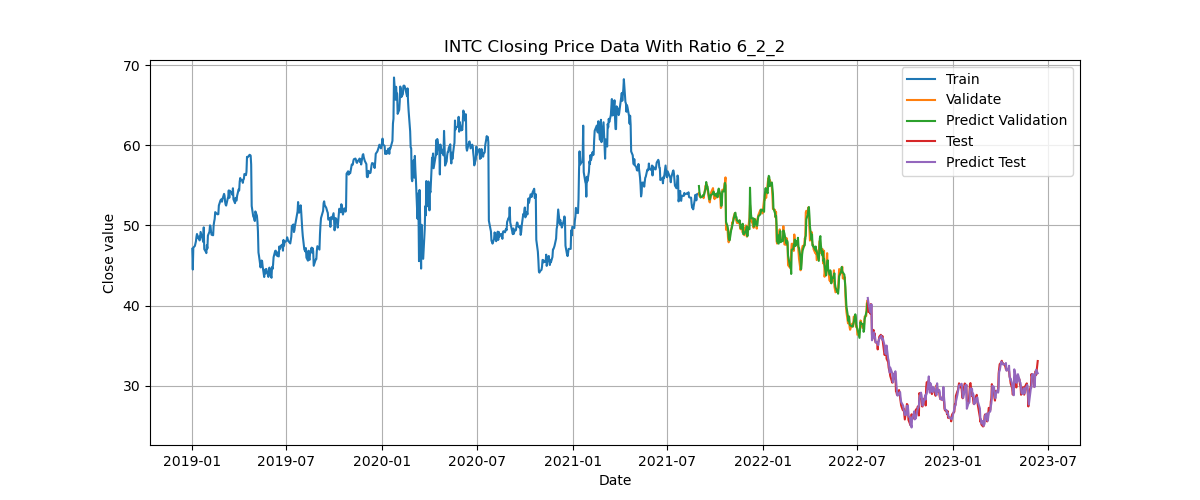 INTC Closing Price Data With Ratio 6_2_2
Train
Validate
Predict Validation
Test
Predict Test
70
60
50
40
30
Close value
2019-01 2019-07 2020-01 2020-07 2021-01 2021-07 2022-01 2022-07 2023-01 2023-07
Date